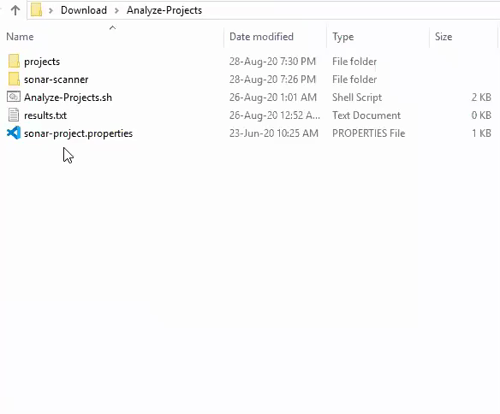 Download > Analyze-Projects
Name Date modified Type Size
projects 28-Aug-20 7:30 PM File folder
sonar-scanner 28-Aug-20 7:26 PM File folder
Analyze-Projects.sh 26-Aug-20 1:01 AM Shell Script 2 KB
results.txt 26-Aug-20 12:52 A... Text Document 0 KB
sonar-project.properties 23-Jun-20 10:25 AM PROPERTIES File 1 KB